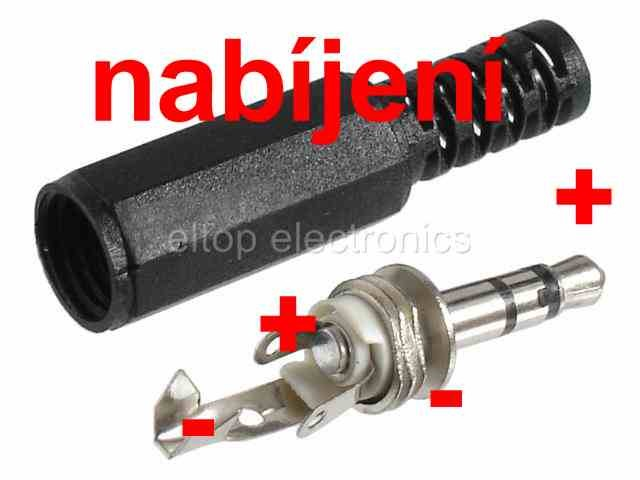 nabíjení
+
eltop electronics
+
-
-